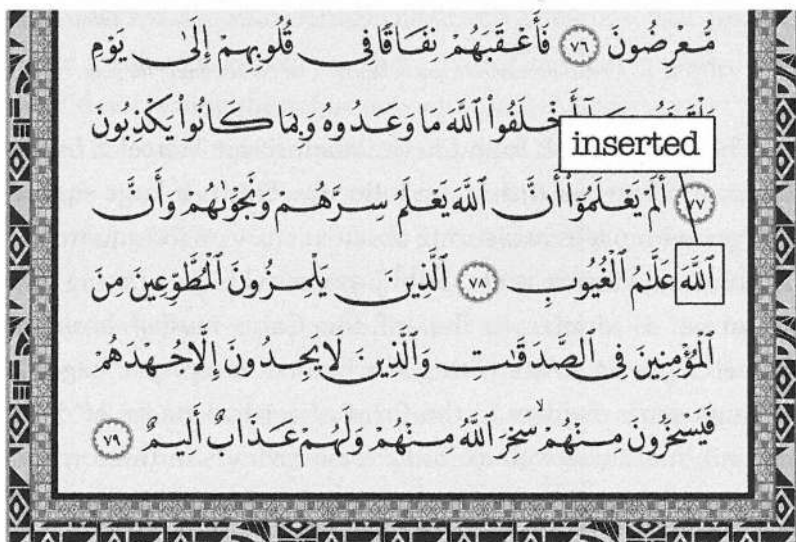 مُّعْرِضُونَ ٧٦ فَأَعْقَبَهُمْ نِفَاقًا فِى قُلُوبِهِمْ إِلَىٰ يَوْمِ
أَخْلَفُوا ٱللَّهَ مَا وَعَدُوهُ وَبِمَا كَانُوا يَكْذِبُونَ
inserted
٧٧ أَلَمْ يَعْلَمُوٓا أَنَّ ٱللَّهَ يَعْلَمُ سِرَّهُمْ وَنَجْوَىٰهُمْ وَأَنَّ
ٱللَّهَ عَلَّٰمُ ٱلْغُيُوبِ ٧٨ ٱلَّذِينَ يَلْمِزُونَ ٱلْمُطَّوِّعِينَ مِنَ
ٱلْمُؤْمِنِينَ فِى ٱلصَّدَقَٰتِ وَٱلَّذِينَ لَا يَجِدُونَ إِلَّا جُهْدَهُمْ
فَيَسْخَرُونَ مِنْهُمْ سَخِرَ ٱللَّهُ مِنْهُمْ وَلَهُمْ عَذَابٌ أَلِيمٌ ٧٩